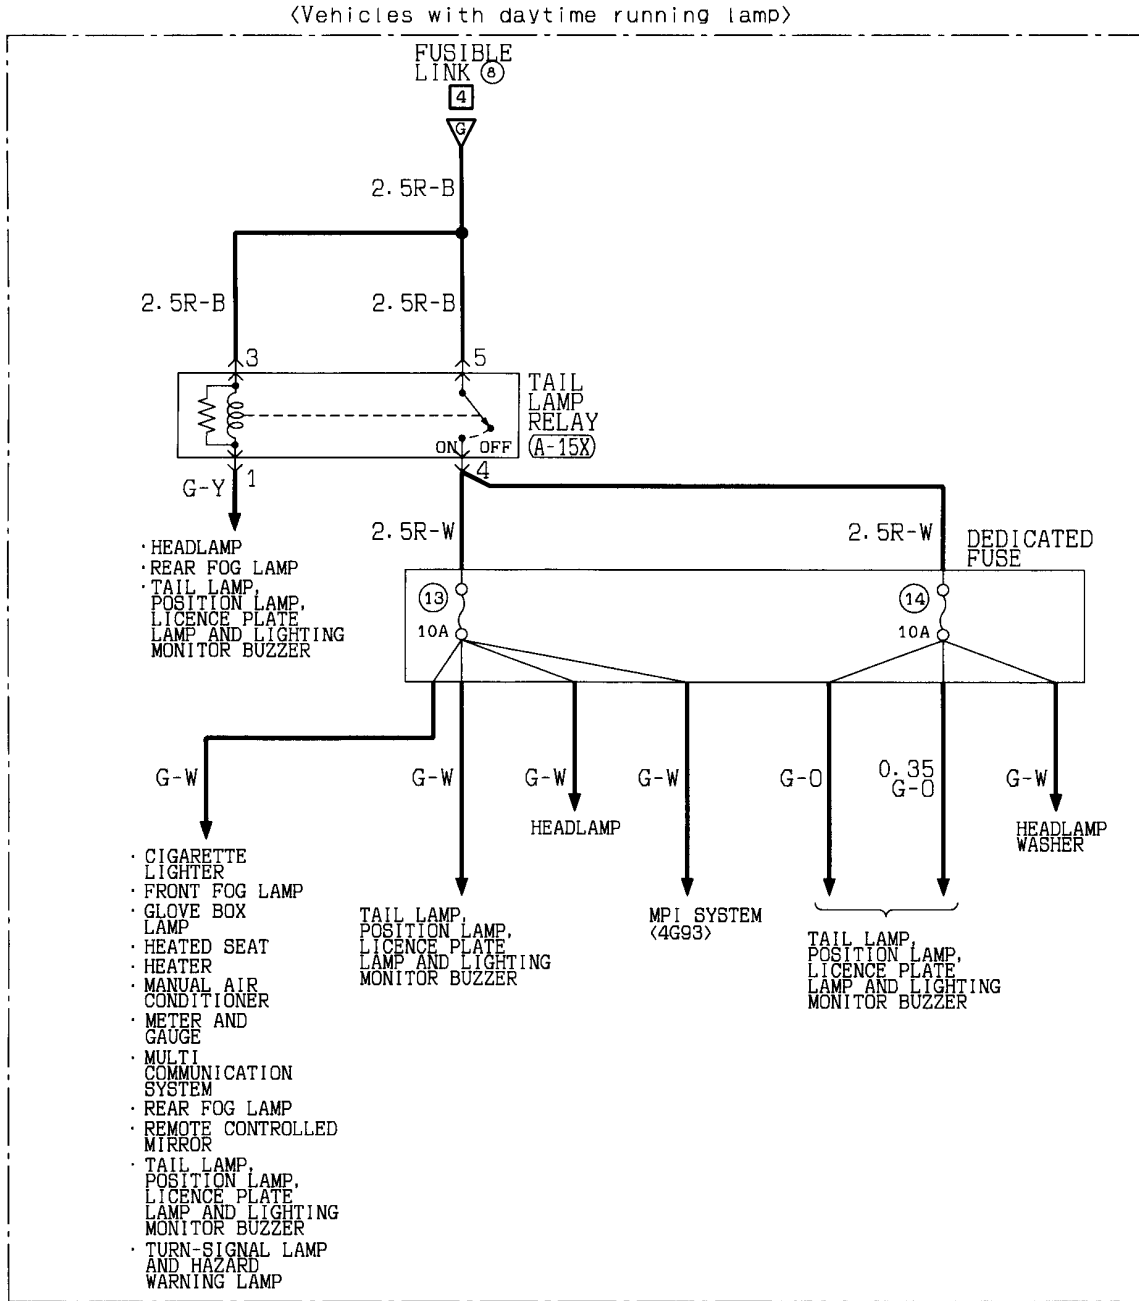 <Vehicles with daytime running lamp>
FUSIBLE
LINK 8
4
G
2.5R-B
2.5R-B
2.5R-B
3
5
TAIL
LAMP
RELAY
A-15X
ON OFF
1
4
G-Y
· HEADLAMP
· REAR FOG LAMP
· TAIL LAMP,
POSITION LAMP,
LICENCE PLATE
LAMP AND LIGHTING
MONITOR BUZZER
2.5R-W
2.5R-W
DEDICATED
FUSE
13
10A
14
10A
G-W
G-W
G-W
G-W
G-O
0.35
G-O
G-W
· CIGARETTE
LIGHTER
· FRONT FOG LAMP
· GLOVE BOX
LAMP
· HEATED SEAT
· HEATER
· MANUAL AIR
CONDITIONER
· METER AND
GAUGE
· MULTI
COMMUNICATION
SYSTEM
· REAR FOG LAMP
· REMOTE CONTROLLED
MIRROR
· TAIL LAMP,
POSITION LAMP,
LICENCE PLATE
LAMP AND LIGHTING
MONITOR BUZZER
· TURN-SIGNAL LAMP
AND HAZARD
WARNING LAMP
TAIL LAMP,
POSITION LAMP,
LICENCE PLATE
LAMP AND LIGHTING
MONITOR BUZZER
HEADLAMP
MPI SYSTEM
<4G93>
TAIL LAMP,
POSITION LAMP,
LICENCE PLATE
LAMP AND LIGHTING
MONITOR BUZZER
HEADLAMP
WASHER